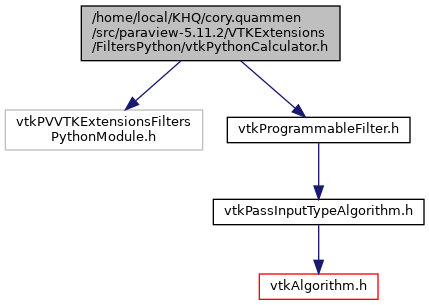 /home/local/KHQ/cory.quammen
/src/paraview-5.11.2/VTKExtensions
/FiltersPython/vtkPythonCalculator.h
vtkPVVTKExtensionsFilters
PythonModule.h
vtkProgrammableFilter.h
vtkPassInputTypeAlgorithm.h
vtkAlgorithm.h